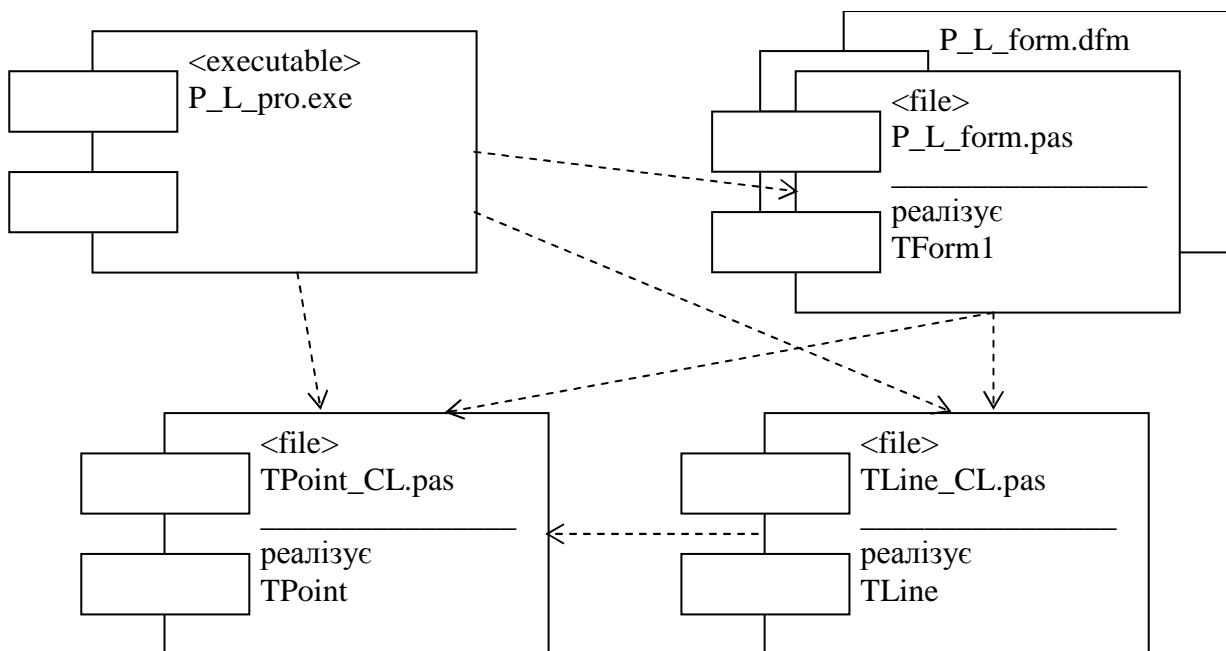 <executable>
P_L_pro.exe
P_L_form.dfm
<file>
P_L_form.pas
реалізує
TForm1
<file>
TPoint_CL.pas
реалізує
TPoint
<file>
TLine_CL.pas
реалізує
TLine